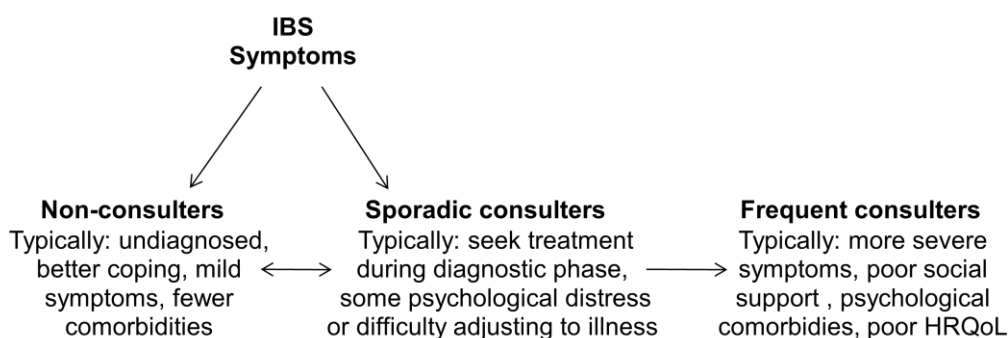 IBS
Symptoms
Non-consulters
Typically: undiagnosed,
better coping, mild
symptoms, fewer
comorbidities
Sporadic consulters
Typically: seek treatment
during diagnostic phase,
some psychological distress
or difficulty adjusting to illness
Frequent consulters
Typically: more severe
symptoms, poor social
support , psychological
comorbidies, poor HRQoL